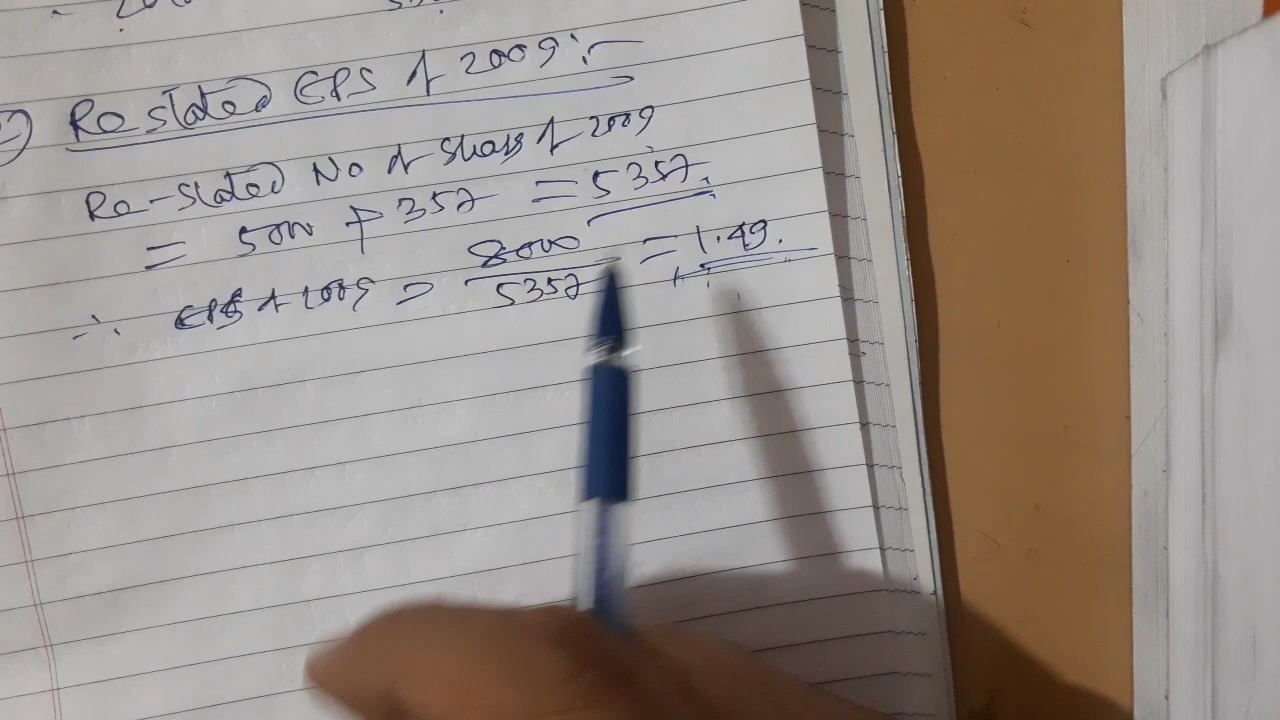 Re stated EPS of 2009:-
Re-stated No of Shares of 2009
= 5000 + 357 = 5357.
∴ EPS of 2009 = 8000/5357 = 1.49.